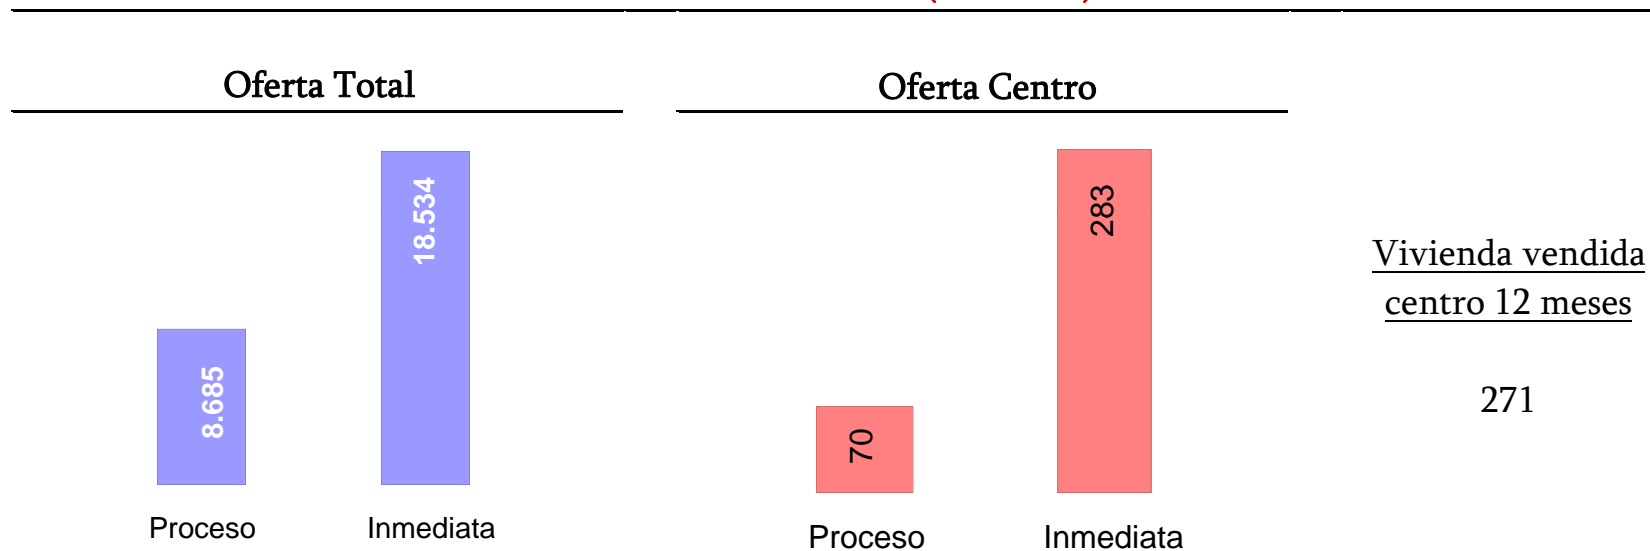 Oferta Total
Oferta Centro
18.534
8.685
Proceso
Inmediata
283
70
Proceso
Inmediata
Vivienda vendida
centro 12 meses
271